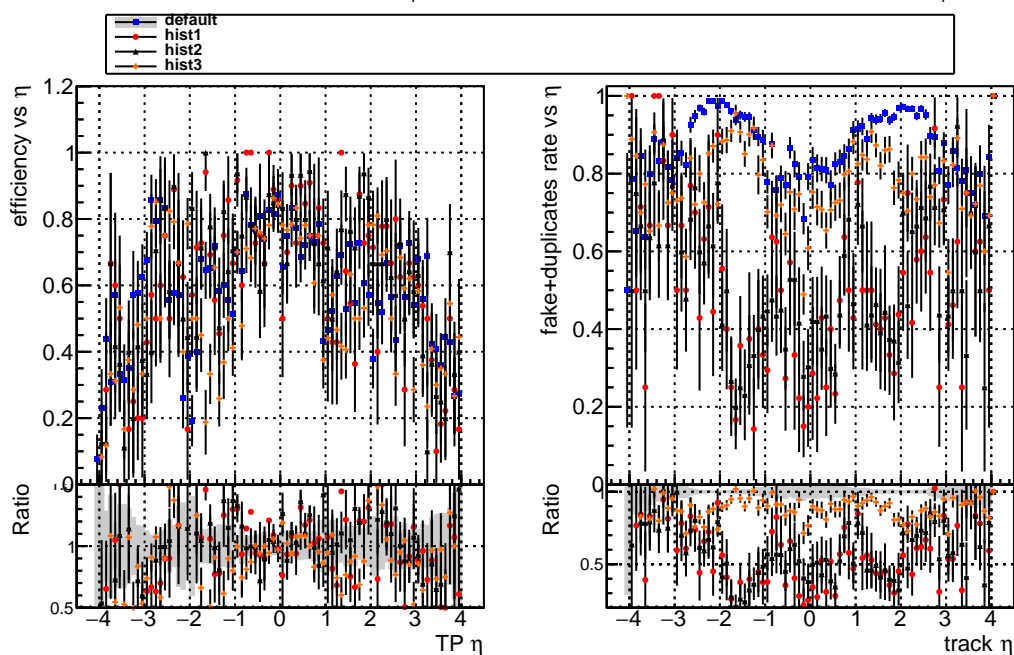 default
hist1
hist2
hist3
efficiency vs η
1.2
1
0.8
0.6
0.4
0.2
0
Ratio
1
0.5
−4 −3 −2 −1 0 1 2 3 4
TP η
fake+duplicates rate vs η
1
0.8
0.6
0.4
0.2
0
Ratio
0.5
−4 −3 −2 −1 0 1 2 3 4
track η